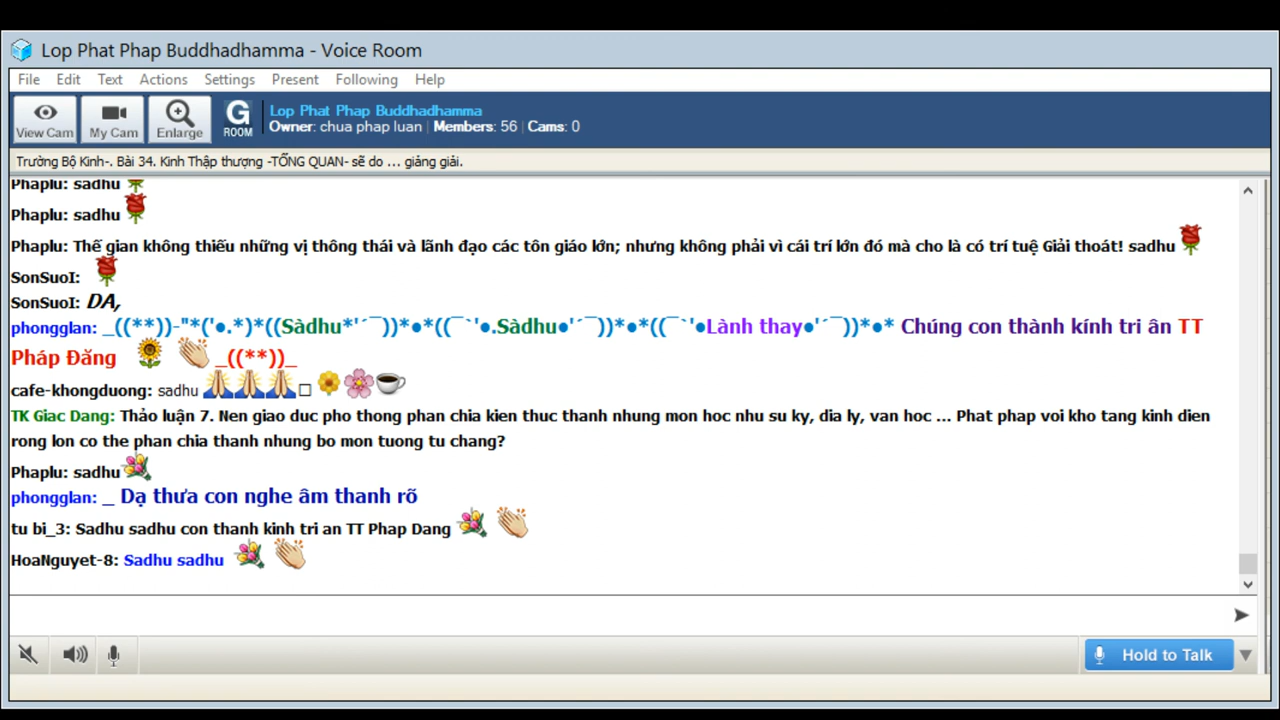 Lop Phat Phap Buddhadhamma - Voice Room
File Edit Text Actions Settings Present Following Help
View Cam My Cam Enlarge G ROOM
Lop Phat Phap Buddhadhamma
Owner: chua phap luan | Members: 56 | Cams: 0
Trường Bộ Kinh-. Bài 34. Kinh Thập thượng -TỔNG QUAN- sẽ do ... giảng giải.
Phaplu: sadhu
Phaplu: sadhu
Phaplu: Thế gian không thiếu những vị thông thái và lãnh đạo các tôn giáo lớn; nhưng không phải vì cái trí lớn đó mà cho là có trí tuệ Giải thoát! sadhu
SonSuoI:
SonSuoI: DA,
phongglan: _((**))-"*('●.*)*((Sàdhu*'´¯))*●*((¯`'●.Sàdhu●'´¯))*●*((¯`'●Lành thay●'´¯))*●* Chúng con thành kính tri ân TT
Pháp Đăng _((**))_
cafe-khongduong: sadhu
TK Giac Dang: Thảo luận 7. Nen giao duc pho thong phan chia kien thuc thanh nhung mon hoc nhu su ky, dia ly, van hoc ... Phat phap voi kho tang kinh dien
rong lon co the phan chia thanh nhung bo mon tuong tu chang?
Phaplu: sadhu
phongglan: _ Dạ thưa con nghe âm thanh rõ
tu bi_3: Sadhu sadhu con thanh kinh tri an TT Phap Dang
HoaNguyet-8: Sadhu sadhu
Hold to Talk